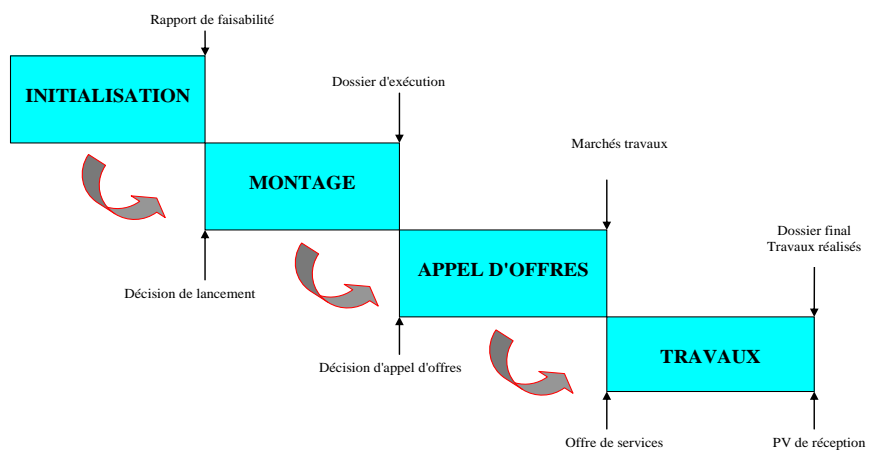 Rapport de faisabilité
INITIALISATION
Dossier d'exécution
Marchés travaux
MONTAGE
Dossier final
Travaux réalisés
APPEL D'OFFRES
Décision de lancement
TRAVAUX
Décision d'appel d'offres
Offre de services
PV de réception